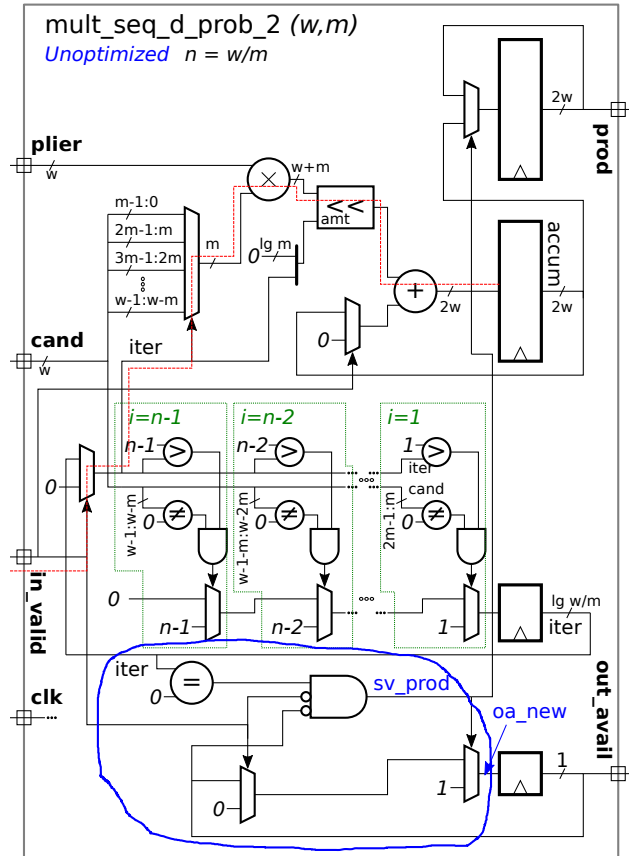 mult_seq_d_prob_2 (w,m)
Unoptimized n = w/m
2w
prod
plier
w
w+m
<<
amt
m-1:0
2m-1:m
3m-1:2m
w-1:w-m
m
lg m
0
+
2w
accum
2w
cand
w
iter
0
i=n-1
i=n-2
i=1
n-1
>
n-2
>
1
>
iter
cand
0
w-1:w-m
0
≠
w-1-m:w-2m
0
≠
2m-1:m
0
≠
in_valid
0
n-1
n-2
1
lg w/m
iter
clk
iter
=
0
sv_prod
oa_new
out_avail
0
1
1